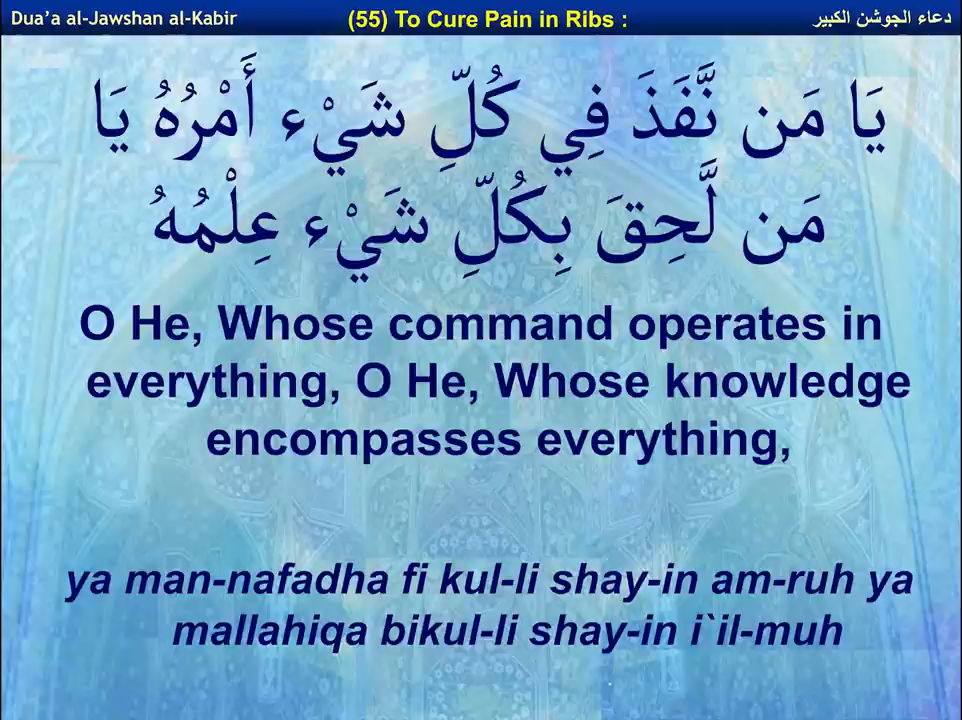 Dua'a al-Jawshan al-Kabir
(55) To Cure Pain in Ribs :
دعاء الجوشن الكبير
يَا مَن نَّفَذَ فِي كُلِّ شَيْء أَمْرُهُ يَا
مَن لَّحِقَ بِكُلِّ شَيْء عِلْمُهُ
O He, Whose command operates in
everything, O He, Whose knowledge
encompasses everything,
ya man-nafadha fi kul-li shay-in am-ruh ya
mallahiqa bikul-li shay-in i`il-muh